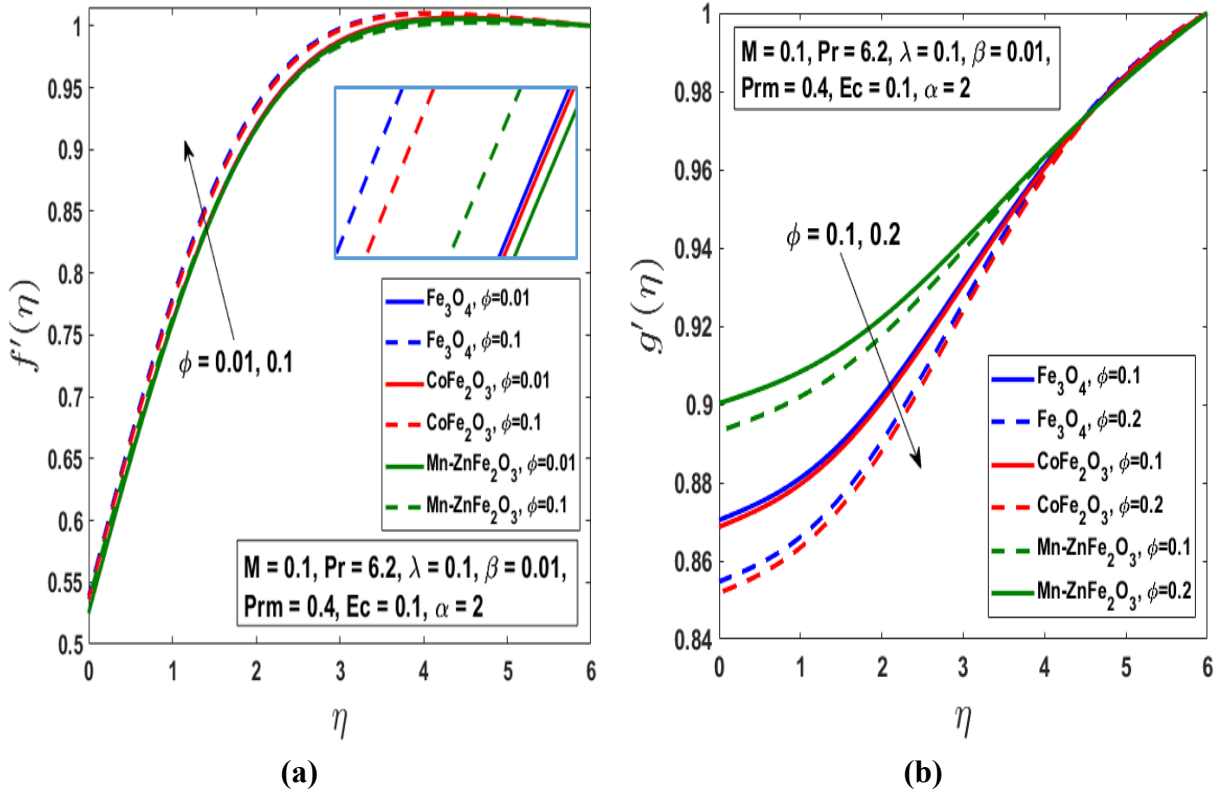 1
0.95
0.9
0.85
0.8
0.75
0.7
0.65
0.6
0.55
0.5
f′(η)
0 1 2 3 4 5 6
η
ϕ = 0.01, 0.1
Fe3O4, ϕ=0.01
Fe3O4, ϕ=0.1
CoFe2O3, ϕ=0.01
CoFe2O3, ϕ=0.1
Mn-ZnFe2O3, ϕ=0.01
Mn-ZnFe2O3, ϕ=0.1
M = 0.1, Pr = 6.2, λ = 0.1, β = 0.01,
Prm = 0.4, Ec = 0.1, α = 2
(a)
1
0.98
0.96
0.94
0.92
0.9
0.88
0.86
0.84
g′(η)
0 1 2 3 4 5 6
η
M = 0.1, Pr = 6.2, λ = 0.1, β = 0.01,
Prm = 0.4, Ec = 0.1, α = 2
ϕ = 0.1, 0.2
Fe3O4, ϕ=0.1
Fe3O4, ϕ=0.2
CoFe2O3, ϕ=0.1
CoFe2O3, ϕ=0.2
Mn-ZnFe2O3, ϕ=0.1
Mn-ZnFe2O3, ϕ=0.2
(b)